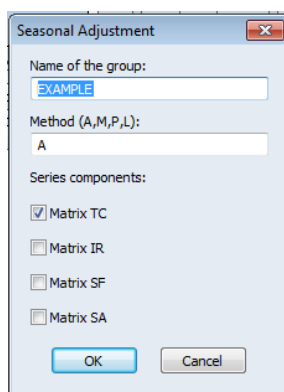 Seasonal Adjustment
Name of the group:
EXAMPLE
Method (A,M,P,L):
A
Series components:
Matrix TC
Matrix IR
Matrix SF
Matrix SA
OK Cancel